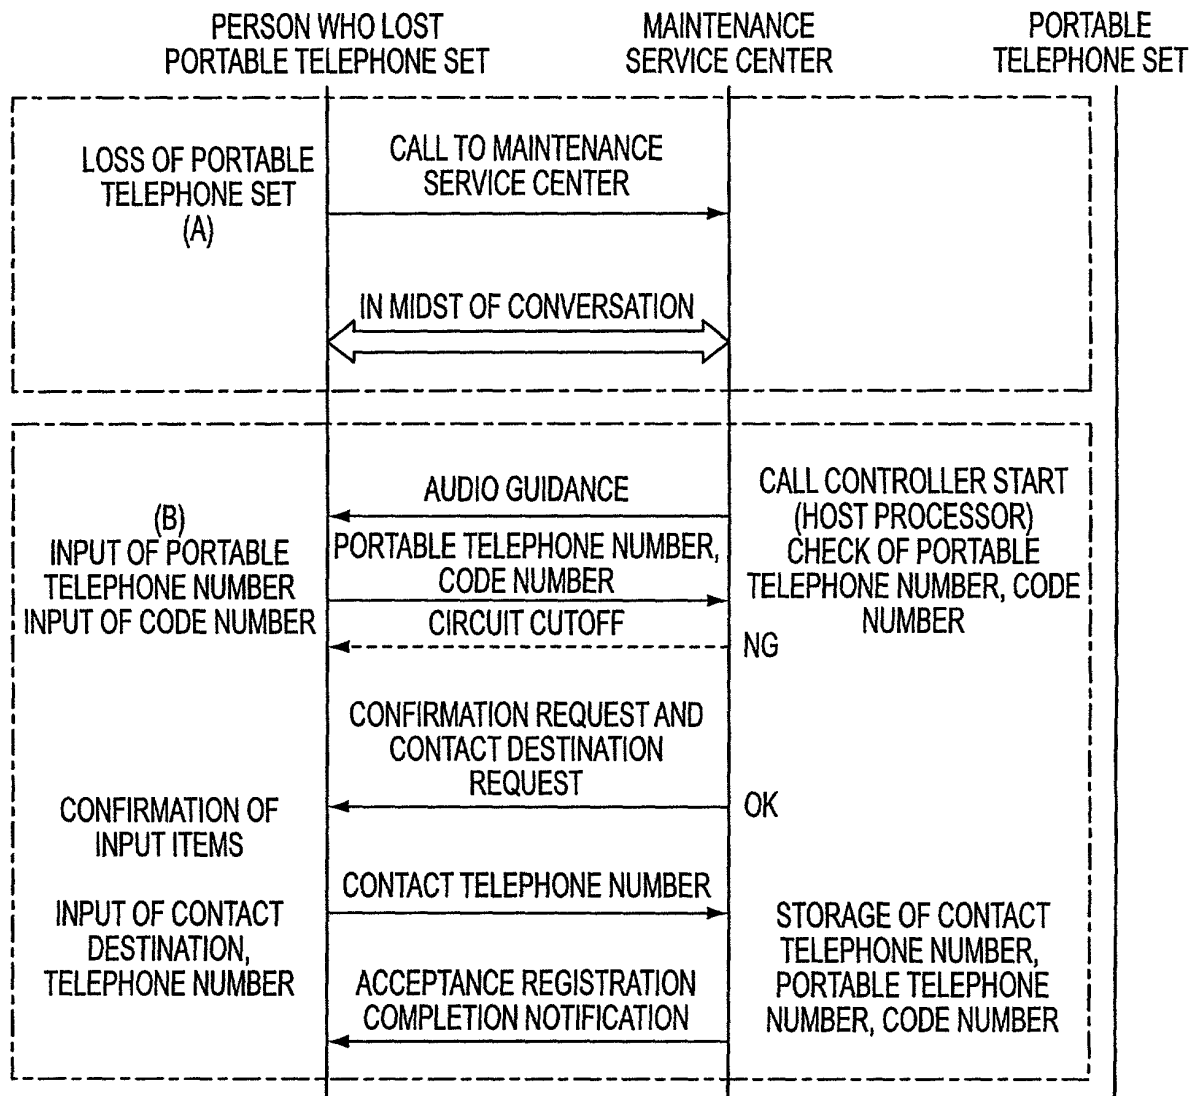 PERSON WHO LOST
PORTABLE TELEPHONE SET
MAINTENANCE
SERVICE CENTER
PORTABLE
TELEPHONE SET
LOSS OF PORTABLE
TELEPHONE SET
(A)
CALL TO MAINTENANCE
SERVICE CENTER
IN MIDST OF CONVERSATION
AUDIO GUIDANCE
CALL CONTROLLER START
(HOST PROCESSOR)
CHECK OF PORTABLE
TELEPHONE NUMBER, CODE
NUMBER
(B)
INPUT OF PORTABLE
TELEPHONE NUMBER
INPUT OF CODE NUMBER
PORTABLE TELEPHONE NUMBER,
CODE NUMBER
CIRCUIT CUTOFF
NG
CONFIRMATION REQUEST AND
CONTACT DESTINATION
REQUEST
OK
CONFIRMATION OF
INPUT ITEMS
CONTACT TELEPHONE NUMBER
INPUT OF CONTACT
DESTINATION,
TELEPHONE NUMBER
STORAGE OF CONTACT
TELEPHONE NUMBER,
PORTABLE TELEPHONE
NUMBER, CODE NUMBER
ACCEPTANCE REGISTRATION
COMPLETION NOTIFICATION